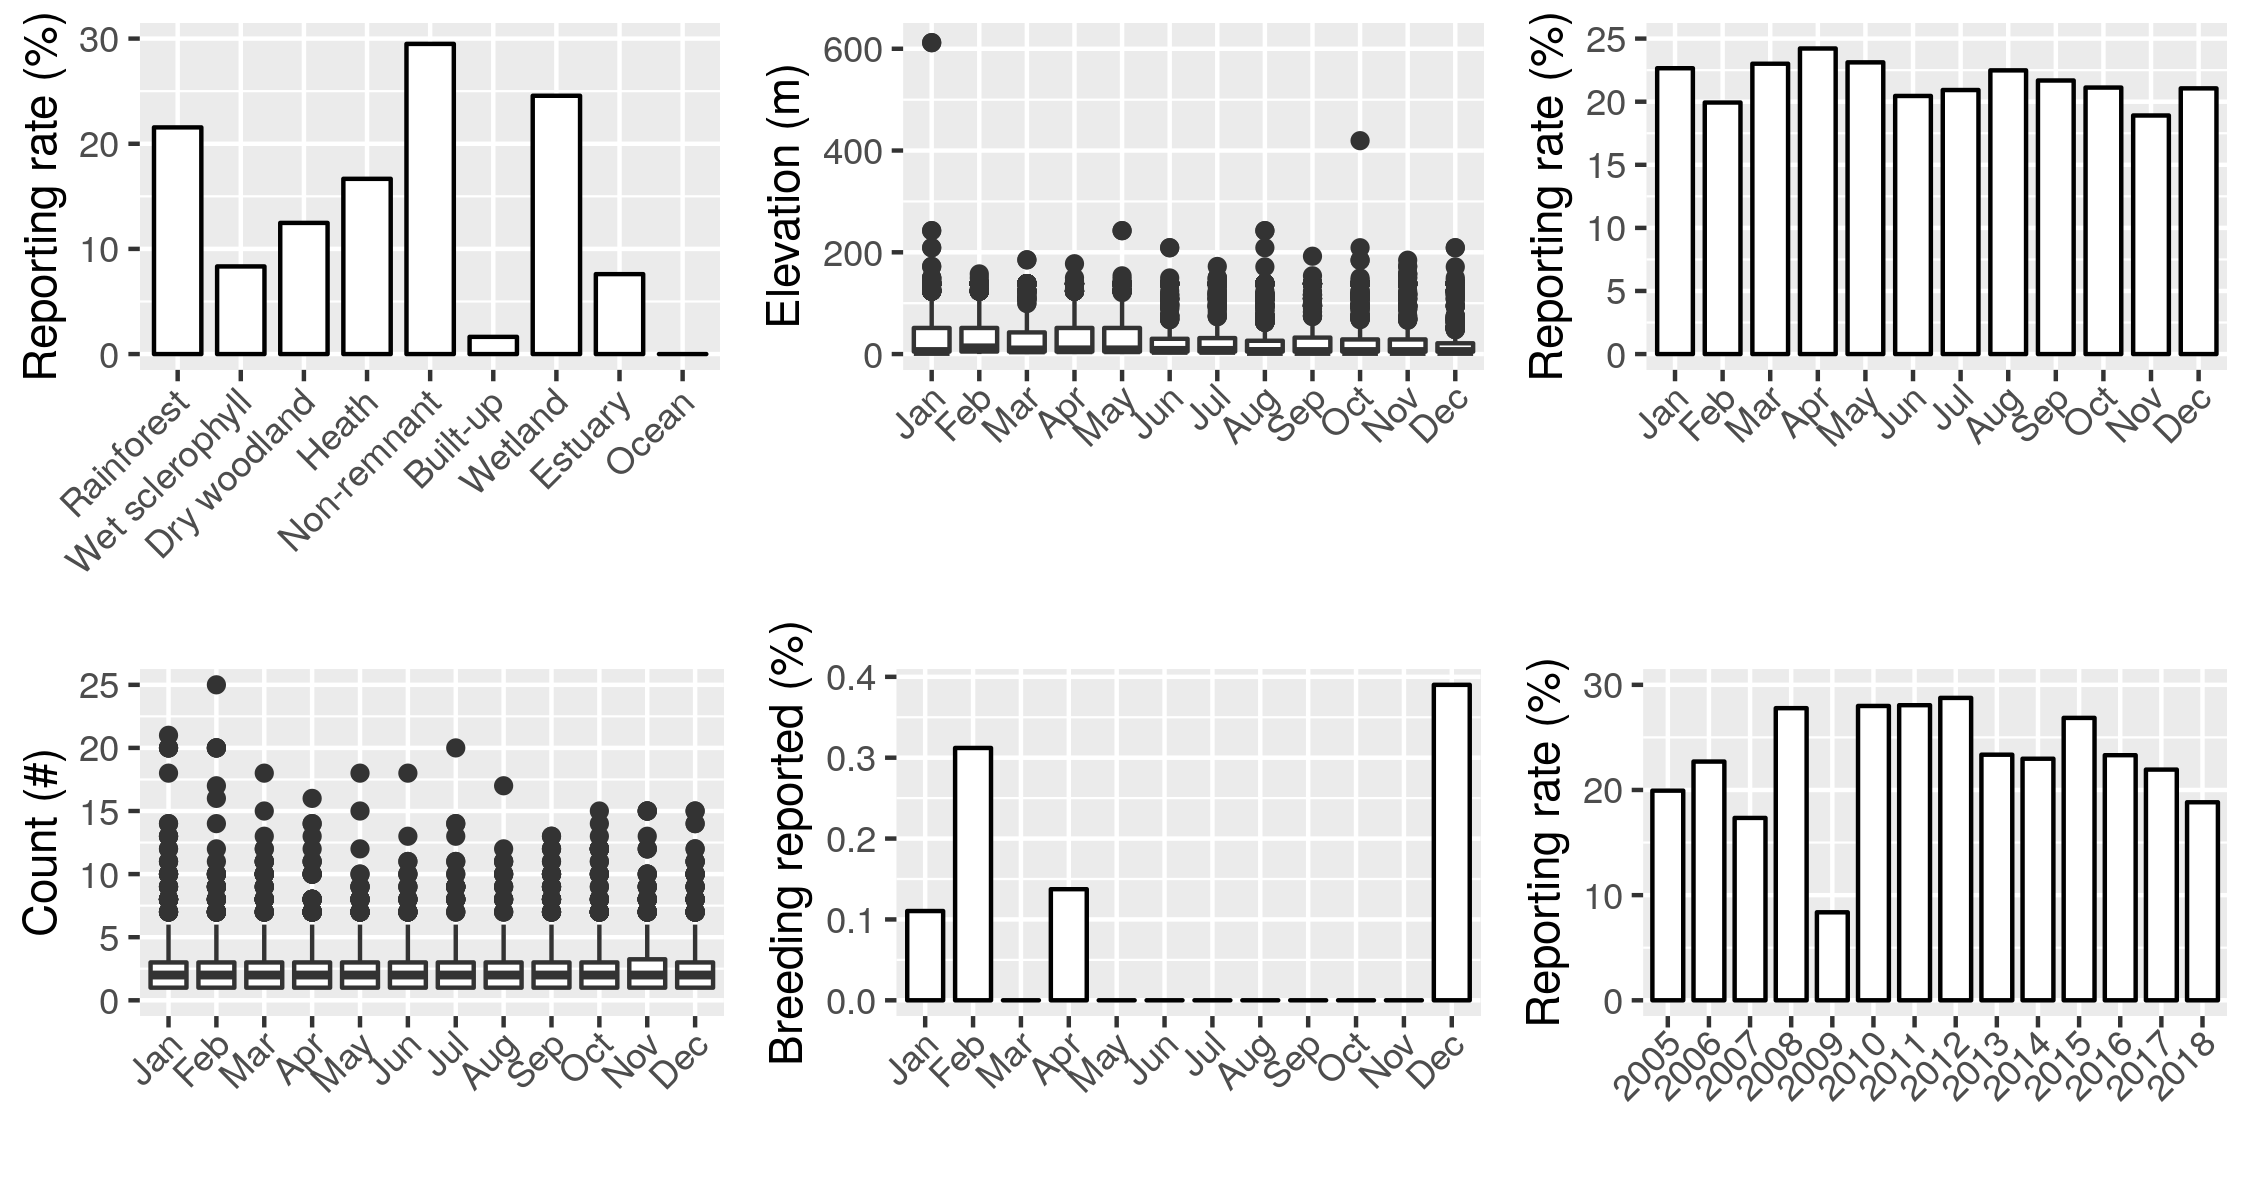 Reporting rate (%)
30
20
10
0
Rainforest
Wet sclerophyll
Dry woodland
Heath
Non-remnant
Built-up
Wetland
Estuary
Ocean
Elevation (m)
600
400
200
0
Jan
Feb
Mar
Apr
May
Jun
Jul
Aug
Sep
Oct
Nov
Dec
Reporting rate (%)
25
20
15
10
5
0
Jan
Feb
Mar
Apr
May
Jun
Jul
Aug
Sep
Oct
Nov
Dec
Count (#)
25
20
15
10
5
0
Jan
Feb
Mar
Apr
May
Jun
Jul
Aug
Sep
Oct
Nov
Dec
Breeding reported (%)
0.4
0.3
0.2
0.1
0.0
Jan
Feb
Mar
Apr
May
Jun
Jul
Aug
Sep
Oct
Nov
Dec
Reporting rate (%)
30
20
10
0
2005
2006
2007
2008
2009
2010
2011
2012
2013
2014
2015
2016
2017
2018